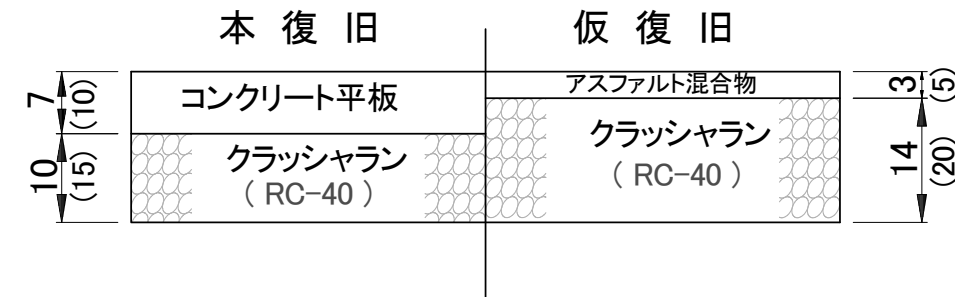 本復旧
仮復旧
7
(10)
コンクリート平板
アスファルト混合物
3
(5)
10
(15)
クラッシャラン
(RC-40)
クラッシャラン
(RC-40)
14
(20)